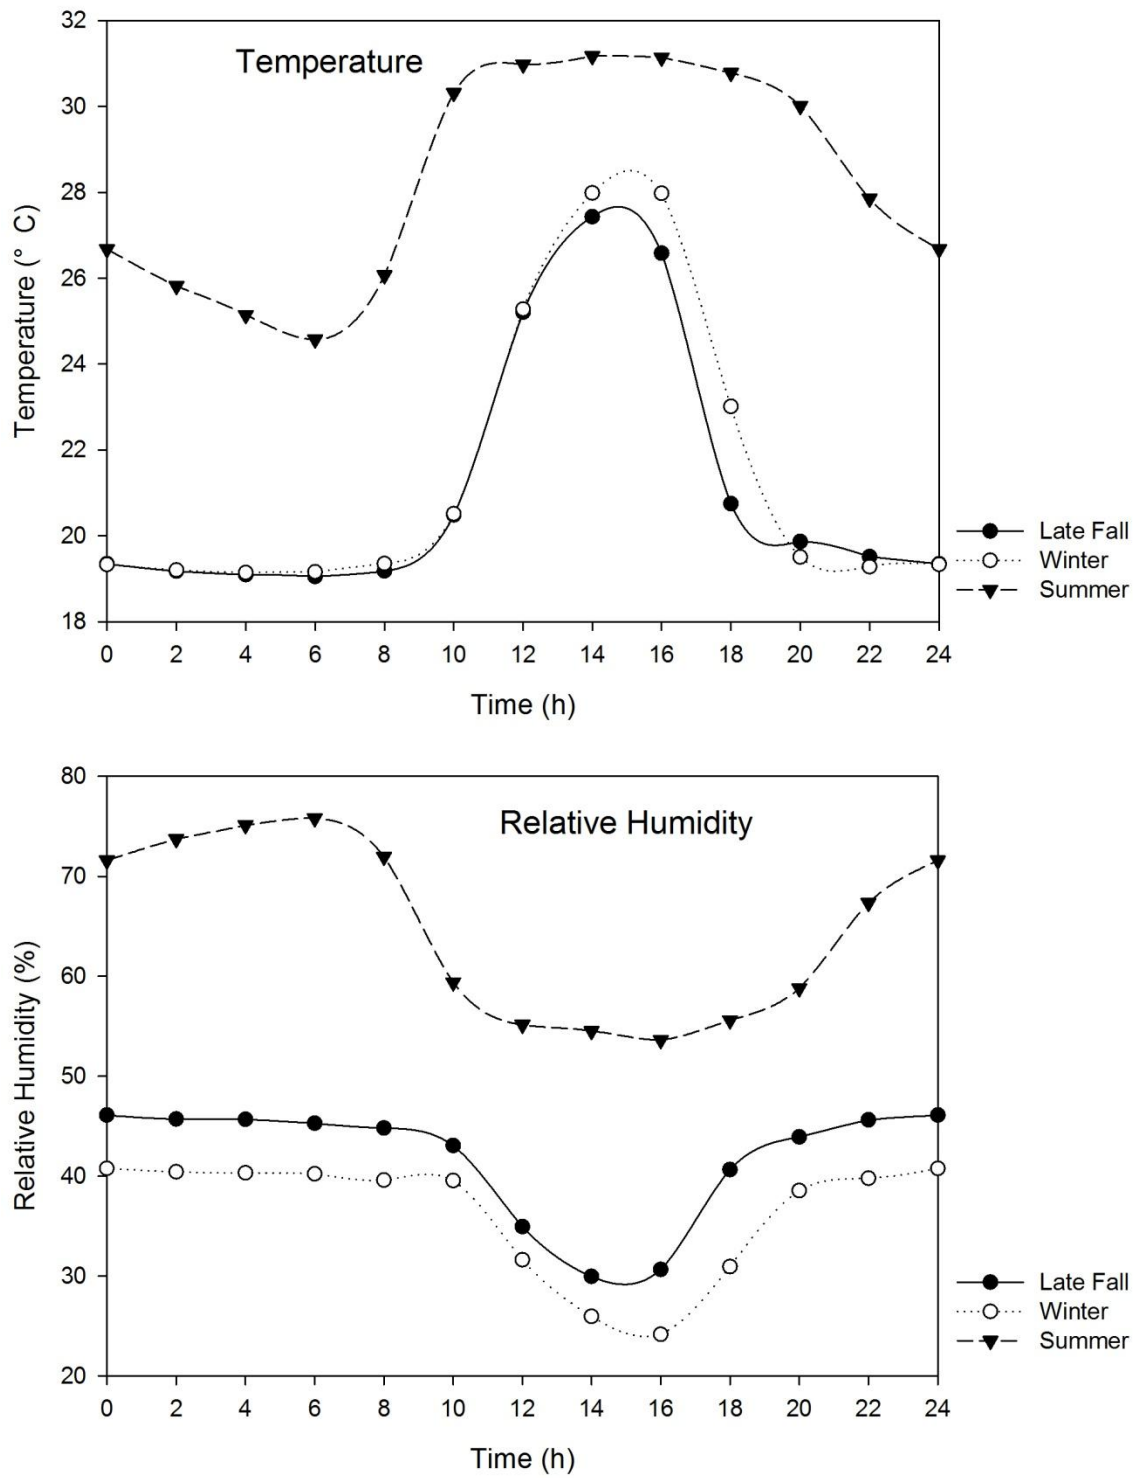 32
Temperature
30
28
26
24
22
20
18
Temperature (° C)
0 2 4 6 8 10 12 14 16 18 20 22 24
Time (h)
Late Fall
Winter
Summer
80
Relative Humidity
70
60
50
40
30
20
Relative Humidity (%)
0 2 4 6 8 10 12 14 16 18 20 22 24
Time (h)
Late Fall
Winter
Summer